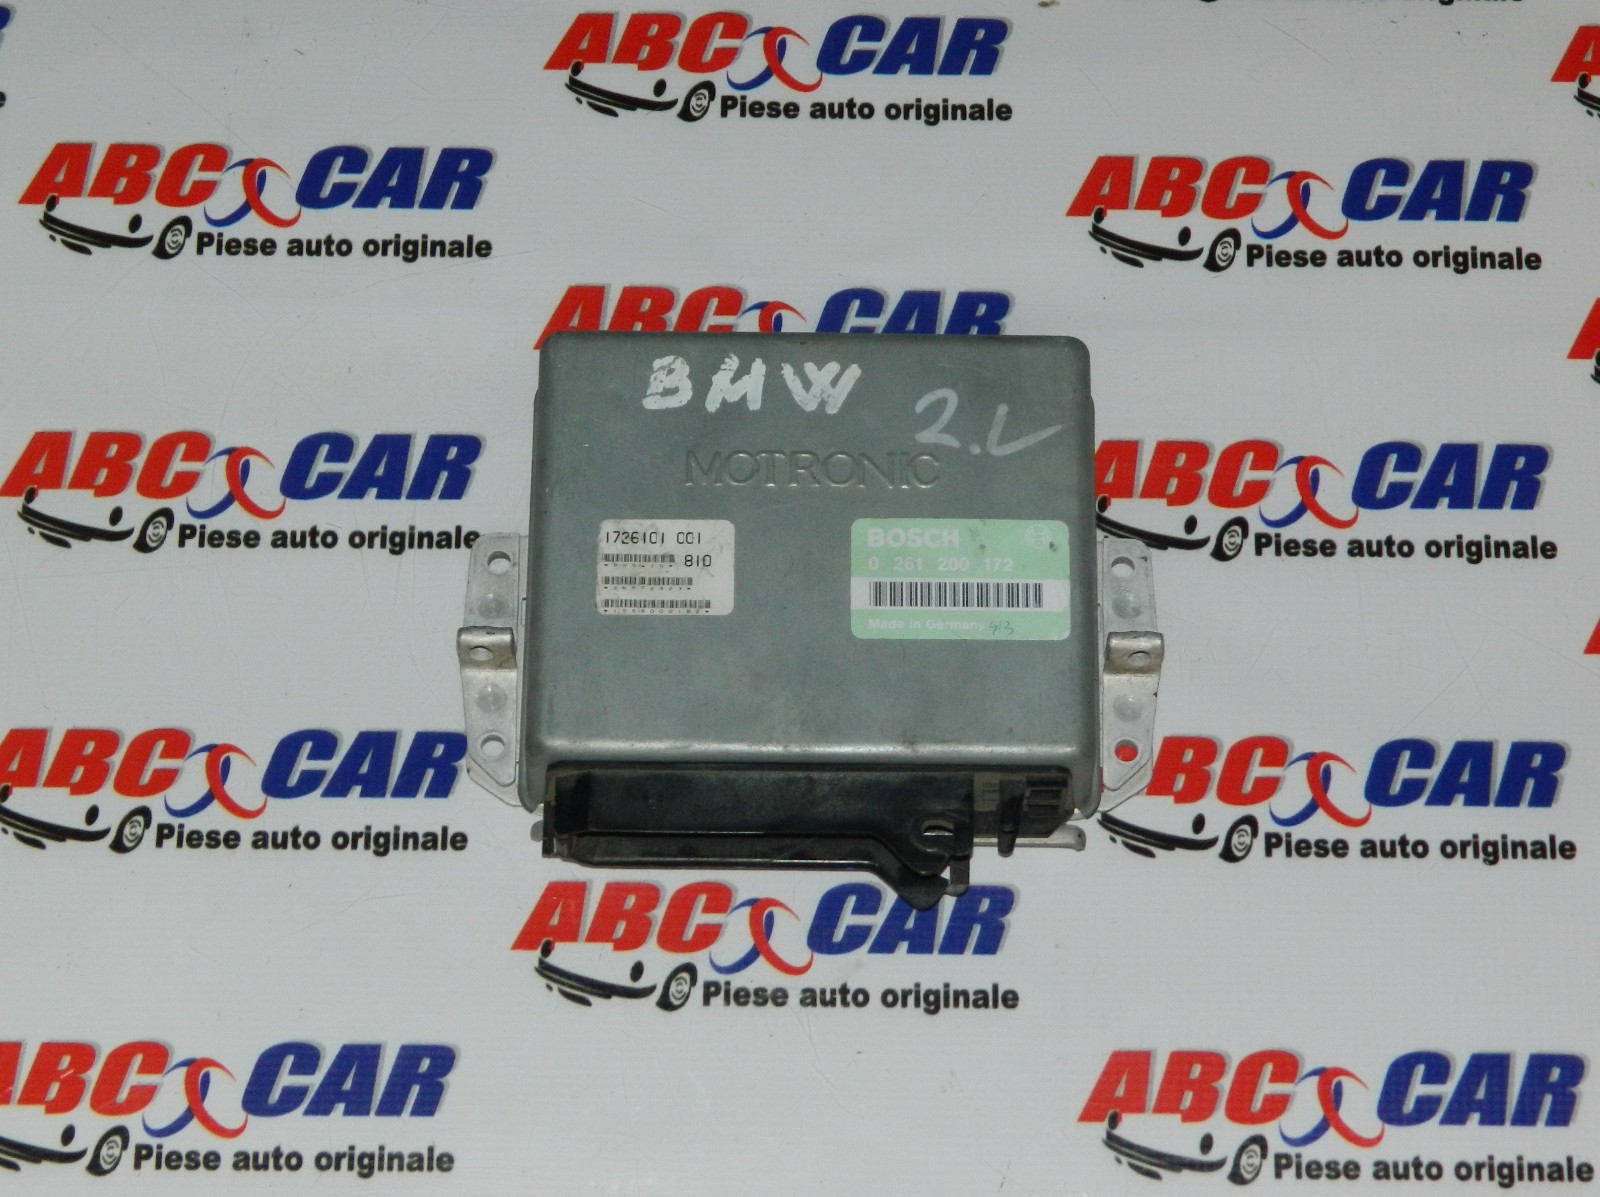 ABC CAR
Piese auto originale
ABC CAR
Piese auto originale
ABC CAR
Piese auto originale
ABC CAR
BMW
2.L
MOTRONIC
1726101 001
810
BOSCH
0 261 200 172
Made in Germany
ABC CAR
Piese auto originale
ABC CAR
Piese auto originale
ABC CAR
Piese auto originale
BC CAR
Piese auto originale
ABC CAR
Piese auto originale
ABC CAR
Piese auto originale
ABC CAR
Piese auto originale